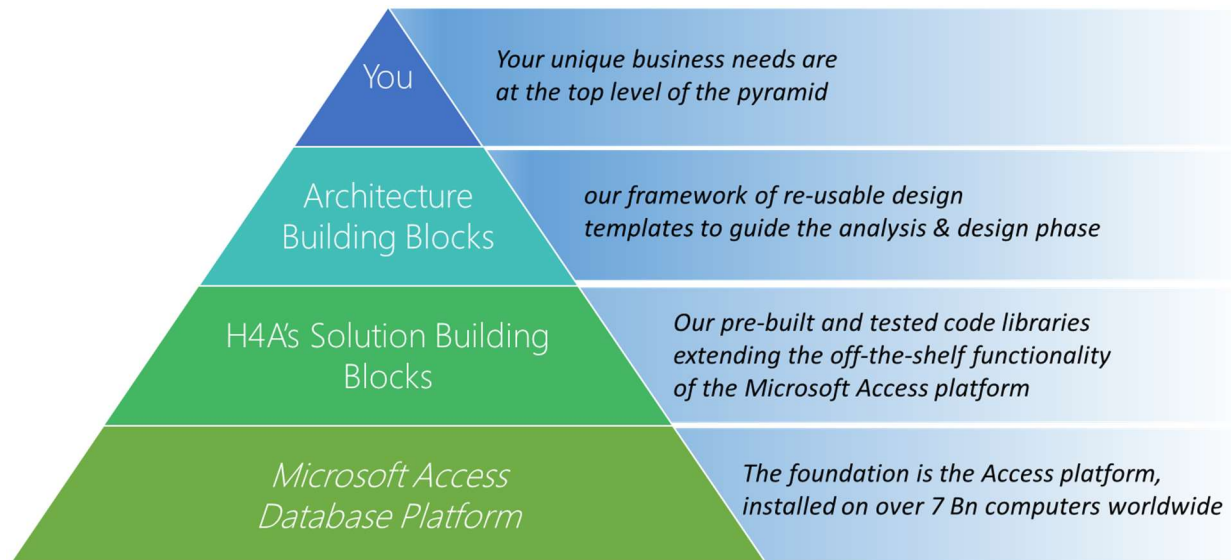 You
Your unique business needs are
at the top level of the pyramid
Architecture
Building Blocks
our framework of re-usable design
templates to guide the analysis & design phase
H4A's Solution Building
Blocks
Our pre-built and tested code libraries
extending the off-the-shelf functionality
of the Microsoft Access platform
Microsoft Access
Database Platform
The foundation is the Access platform,
installed on over 7 Bn computers worldwide